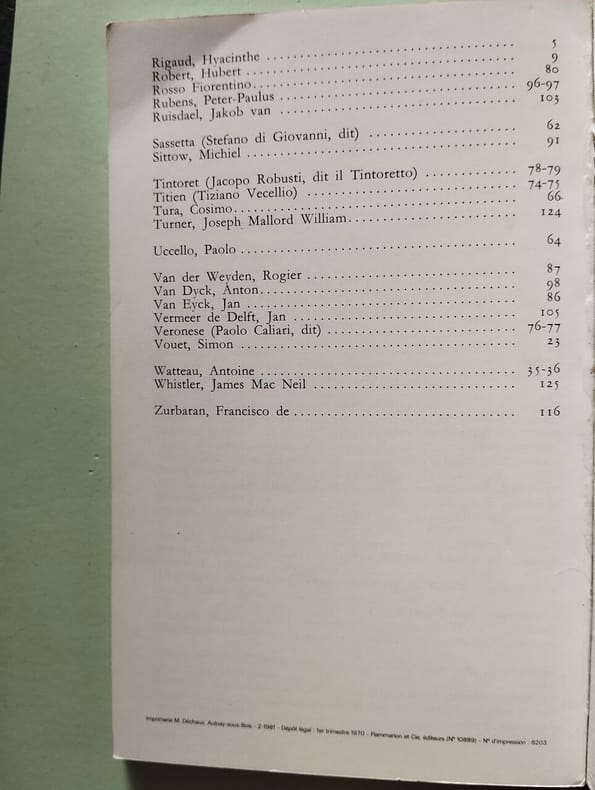 Rigaud, Hyacinthe .................................... 5
Robert, Hubert .................................... 9
Rosso Fiorentino.................................... 80
Rubens, Peter-Paulus .................................... 96-97
Ruisdael, Jakob van .................................... 103
Sassetta (Stefano di Giovanni, dit) .................... 62
Sittow, Michiel .................................... 91
Tintoret (Jacopo Robusti, dit il Tintoretto) .............. 78-79
Titien (Tiziano Vecellio) .............................. 74-75
Tura, Cosimo.................................... 66
Turner, Joseph Mallord William.......................... 124
Uccello, Paolo .................................... 64
Van der Weyden, Rogier .............................. 87
Van Dyck, Anton.................................... 98
Van Eyck, Jan .................................... 86
Vermeer de Delft, Jan .............................. 105
Veronese (Paolo Caliari, dit) .......................... 76-77
Vouet, Simon .................................... 23
Watteau, Antoine .................................... 35-36
Whistler, James Mac Neil .............................. 125
Zurbaran, Francisco de .............................. 116
Imprimerie M. Déchaux, Aulnay-sous-Bois - 2-1981 - Dépôt légal : 1er trimestre 1970 - Flammarion et Cie, éditeurs (N° 10889) - N° d'impression : 8203